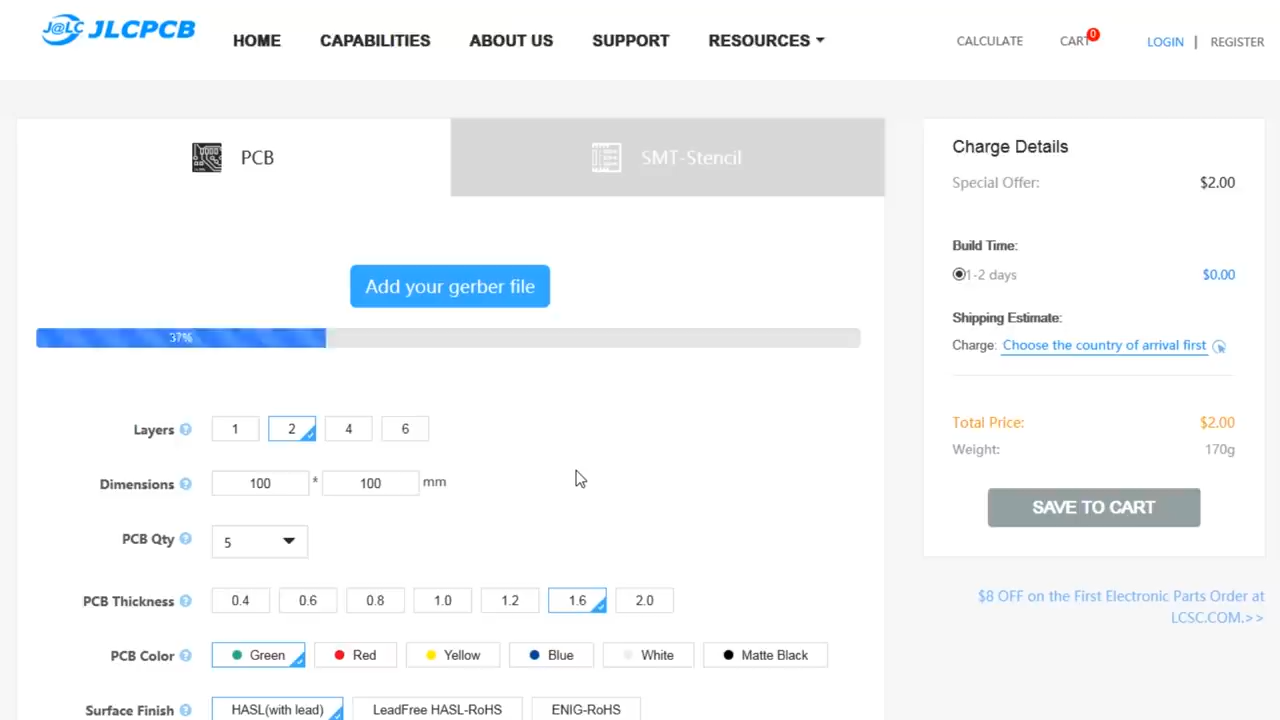 J@LC JLCPCB
HOME CAPABILITIES ABOUT US SUPPORT RESOURCES CALCULATE CART 0 LOGIN | REGISTER
PCB SMT-Stencil
Add your gerber file
37%
Layers ? 1 2 4 6
Dimensions ? 100 * 100 mm
PCB Qty ? 5
PCB Thickness ? 0.4 0.6 0.8 1.0 1.2 1.6 2.0
PCB Color ? Green Red Yellow Blue White Matte Black
Surface Finish ? HASL(with lead) LeadFree HASL-RoHS ENIG-RoHS
Charge Details
Special Offer: $2.00
Build Time:
1-2 days $0.00
Shipping Estimate:
Charge: Choose the country of arrival first
Total Price: $2.00
Weight: 170g
SAVE TO CART
$8 OFF on the First Electronic Parts Order at
LCSC.COM.>>